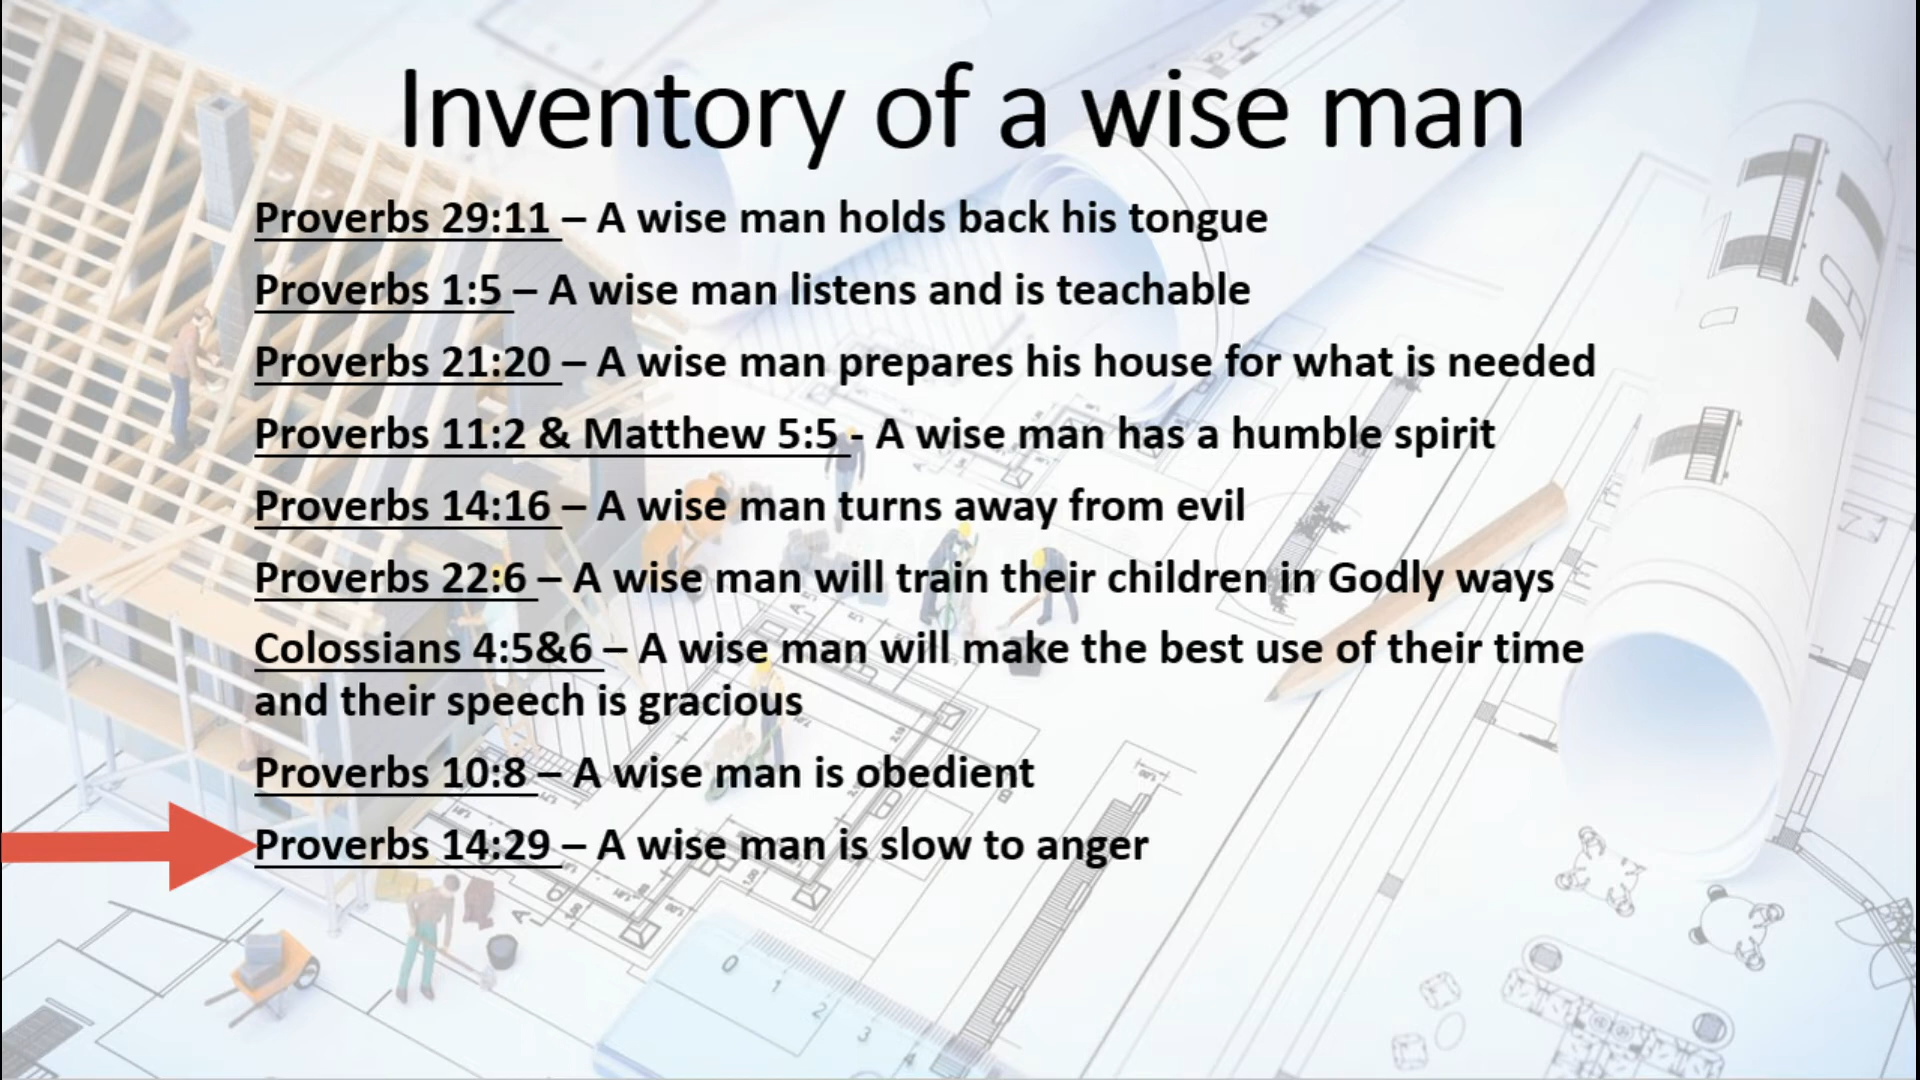 Inventory of a wise man
Proverbs 29:11 – A wise man holds back his tongue
Proverbs 1:5 – A wise man listens and is teachable
Proverbs 21:20 – A wise man prepares his house for what is needed
Proverbs 11:2 & Matthew 5:5 - A wise man has a humble spirit
Proverbs 14:16 – A wise man turns away from evil
Proverbs 22:6 – A wise man will train their children in Godly ways
Colossians 4:5&6 – A wise man will make the best use of their time
and their speech is gracious
Proverbs 10:8 – A wise man is obedient
Proverbs 14:29 – A wise man is slow to anger
0 1 2 3 4